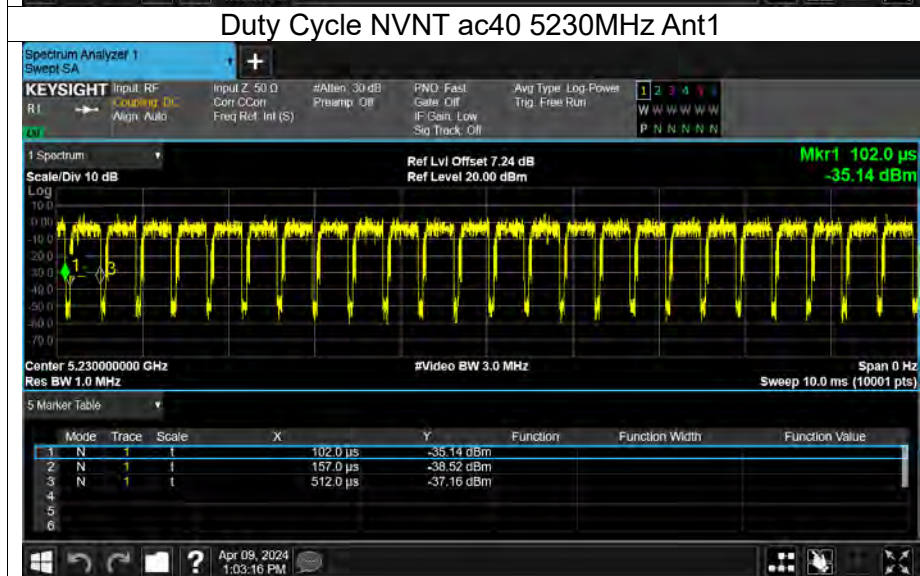 Duty Cycle NVNT ac40 5230MHz Ant1
Spectrum Analyzer 1
Swept SA
+
KEYSIGHT Input: RF Input Z: 50 Ω #Atten: 30 dB PNO: Fast Avg Type: Log-Power 1 2 3 4 5 6
R L Coupling: DC Corr CCorr Preamp: Off Gate: Off Trig: Free Run W W W W W W
Align: Auto Freq Ref: Int (S) IF Gain: Low
Sig Track: Off P N N N N N
1 Spectrum Ref Lvl Offset 7.24 dB Mkr1 102.0 µs
Scale/Div 10 dB Ref Level 20.00 dBm -35.14 dBm
Log
10.0
0.00
-10.0
-20.0
1 3
-30.0
-40.0
-50.0
-60.0
-70.0
Center 5.230000000 GHz #Video BW 3.0 MHz Span 0 Hz
Res BW 1.0 MHz Sweep 10.0 ms (10001 pts)
5 Marker Table
Mode Trace Scale X Y Function Function Width Function Value
1 N 1 t 102.0 µs -35.14 dBm
2 N 1 t 157.0 µs -38.52 dBm
3 N 1 t 512.0 µs -37.16 dBm
4
5
6
? Apr 09, 2024
1:03:16 PM